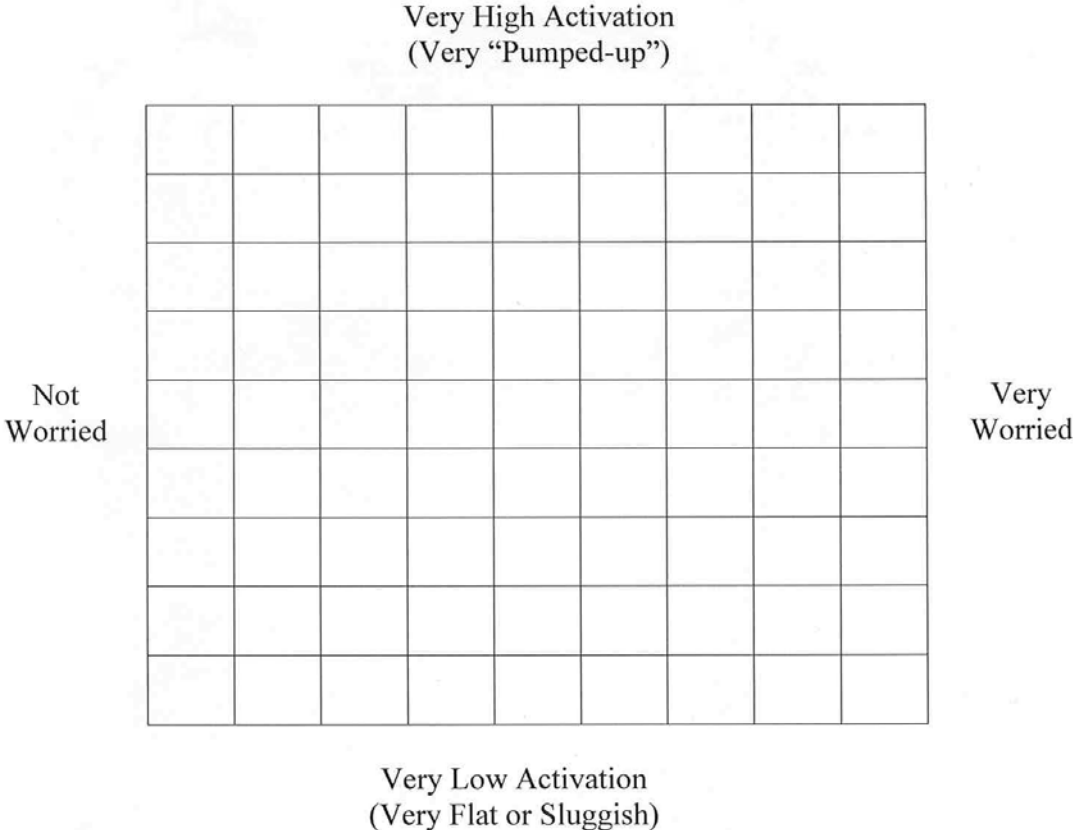 Very High Activation
(Very “Pumped-up”)
Not
Worried
Very
Worried
Very Low Activation
(Very Flat or Sluggish)